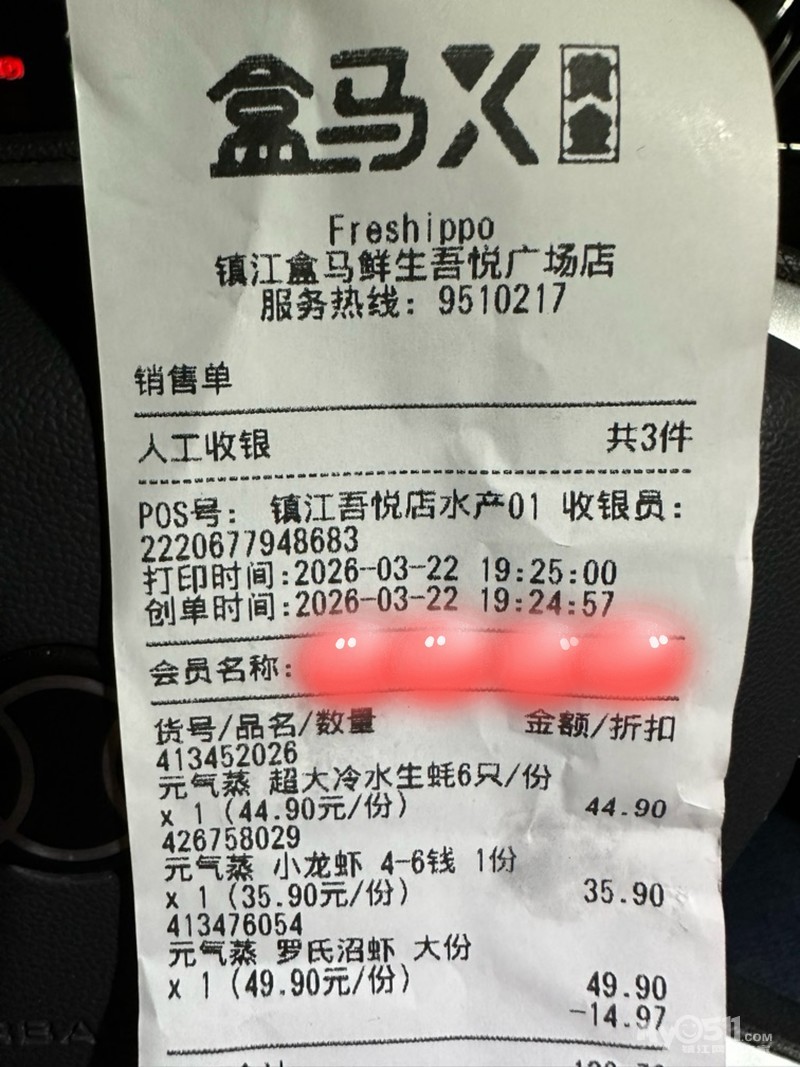 盒马X
黄金
Freshippo
镇江盒马鲜生吾悦广场店
服务热线：9510217
销售单
人工收银 共3件
POS号： 镇江吾悦店水产01 收银员：
2220677948683
打印时间:2026-03-22 19:25:00
创单时间:2026-03-22 19:24:57
会员名称:
货号/品名/数量 金额/折扣
413452026
元气蒸 超大冷水生蚝6只/份
x 1 (44.90元/份) 44.90
426758029
元气蒸 小龙虾 4-6钱 1份
x 1 (35.90元/份) 35.90
413476054
元气蒸 罗氏沼虾 大份
x 1 (49.90元/份) 49.90
-14.97